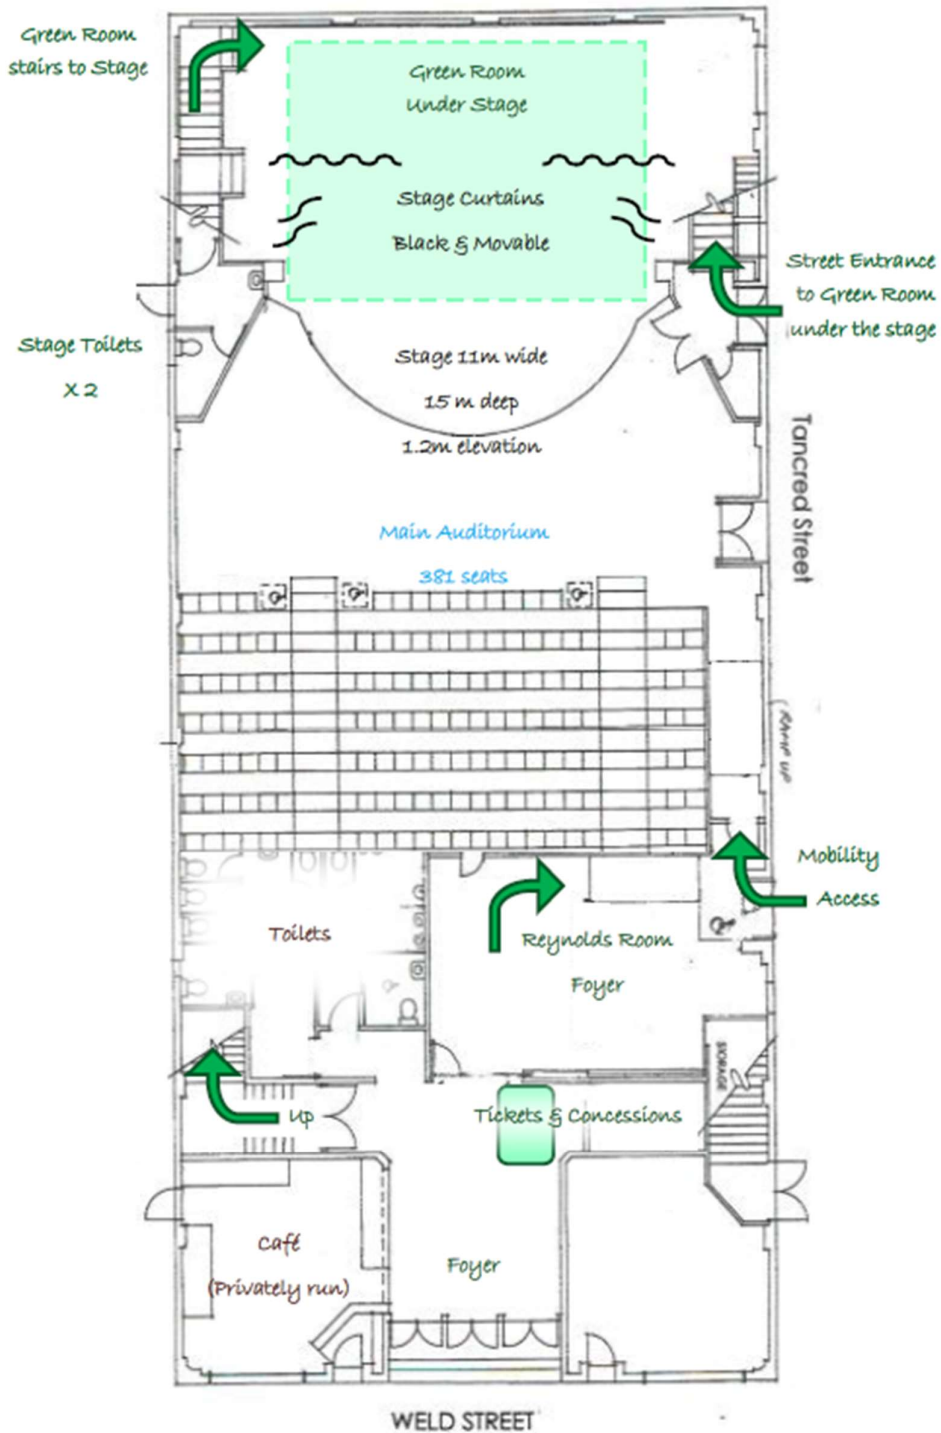 Green Room
stairs to Stage
Green Room
Under Stage
Stage Curtains
Black & Movable
Street Entrance
to Green Room
under the stage
Stage Toilets
X 2
Stage 11m wide
15 m deep
1.2m elevation
Tancred Street
Main Auditorium
381 seats
RAMP UP
Mobility
Access
Toilets
Reynolds Room
Foyer
STORAGE
Up
Tickets & Concessions
Café
(Privately run)
Foyer
WELD STREET